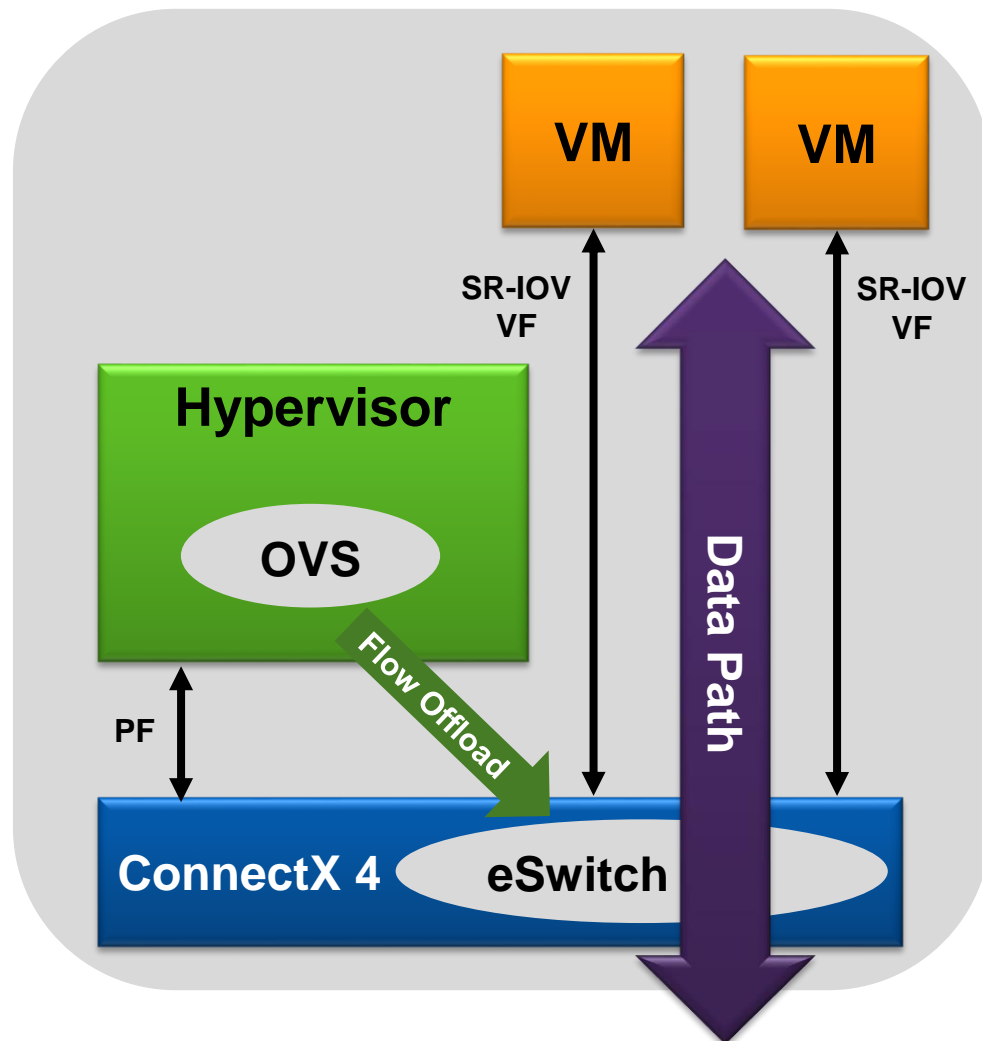 VM
VM
SR-IOV
VF
SR-IOV
VF
Hypervisor
OVS
Flow Offload
Data Path
PF
ConnectX 4
eSwitch